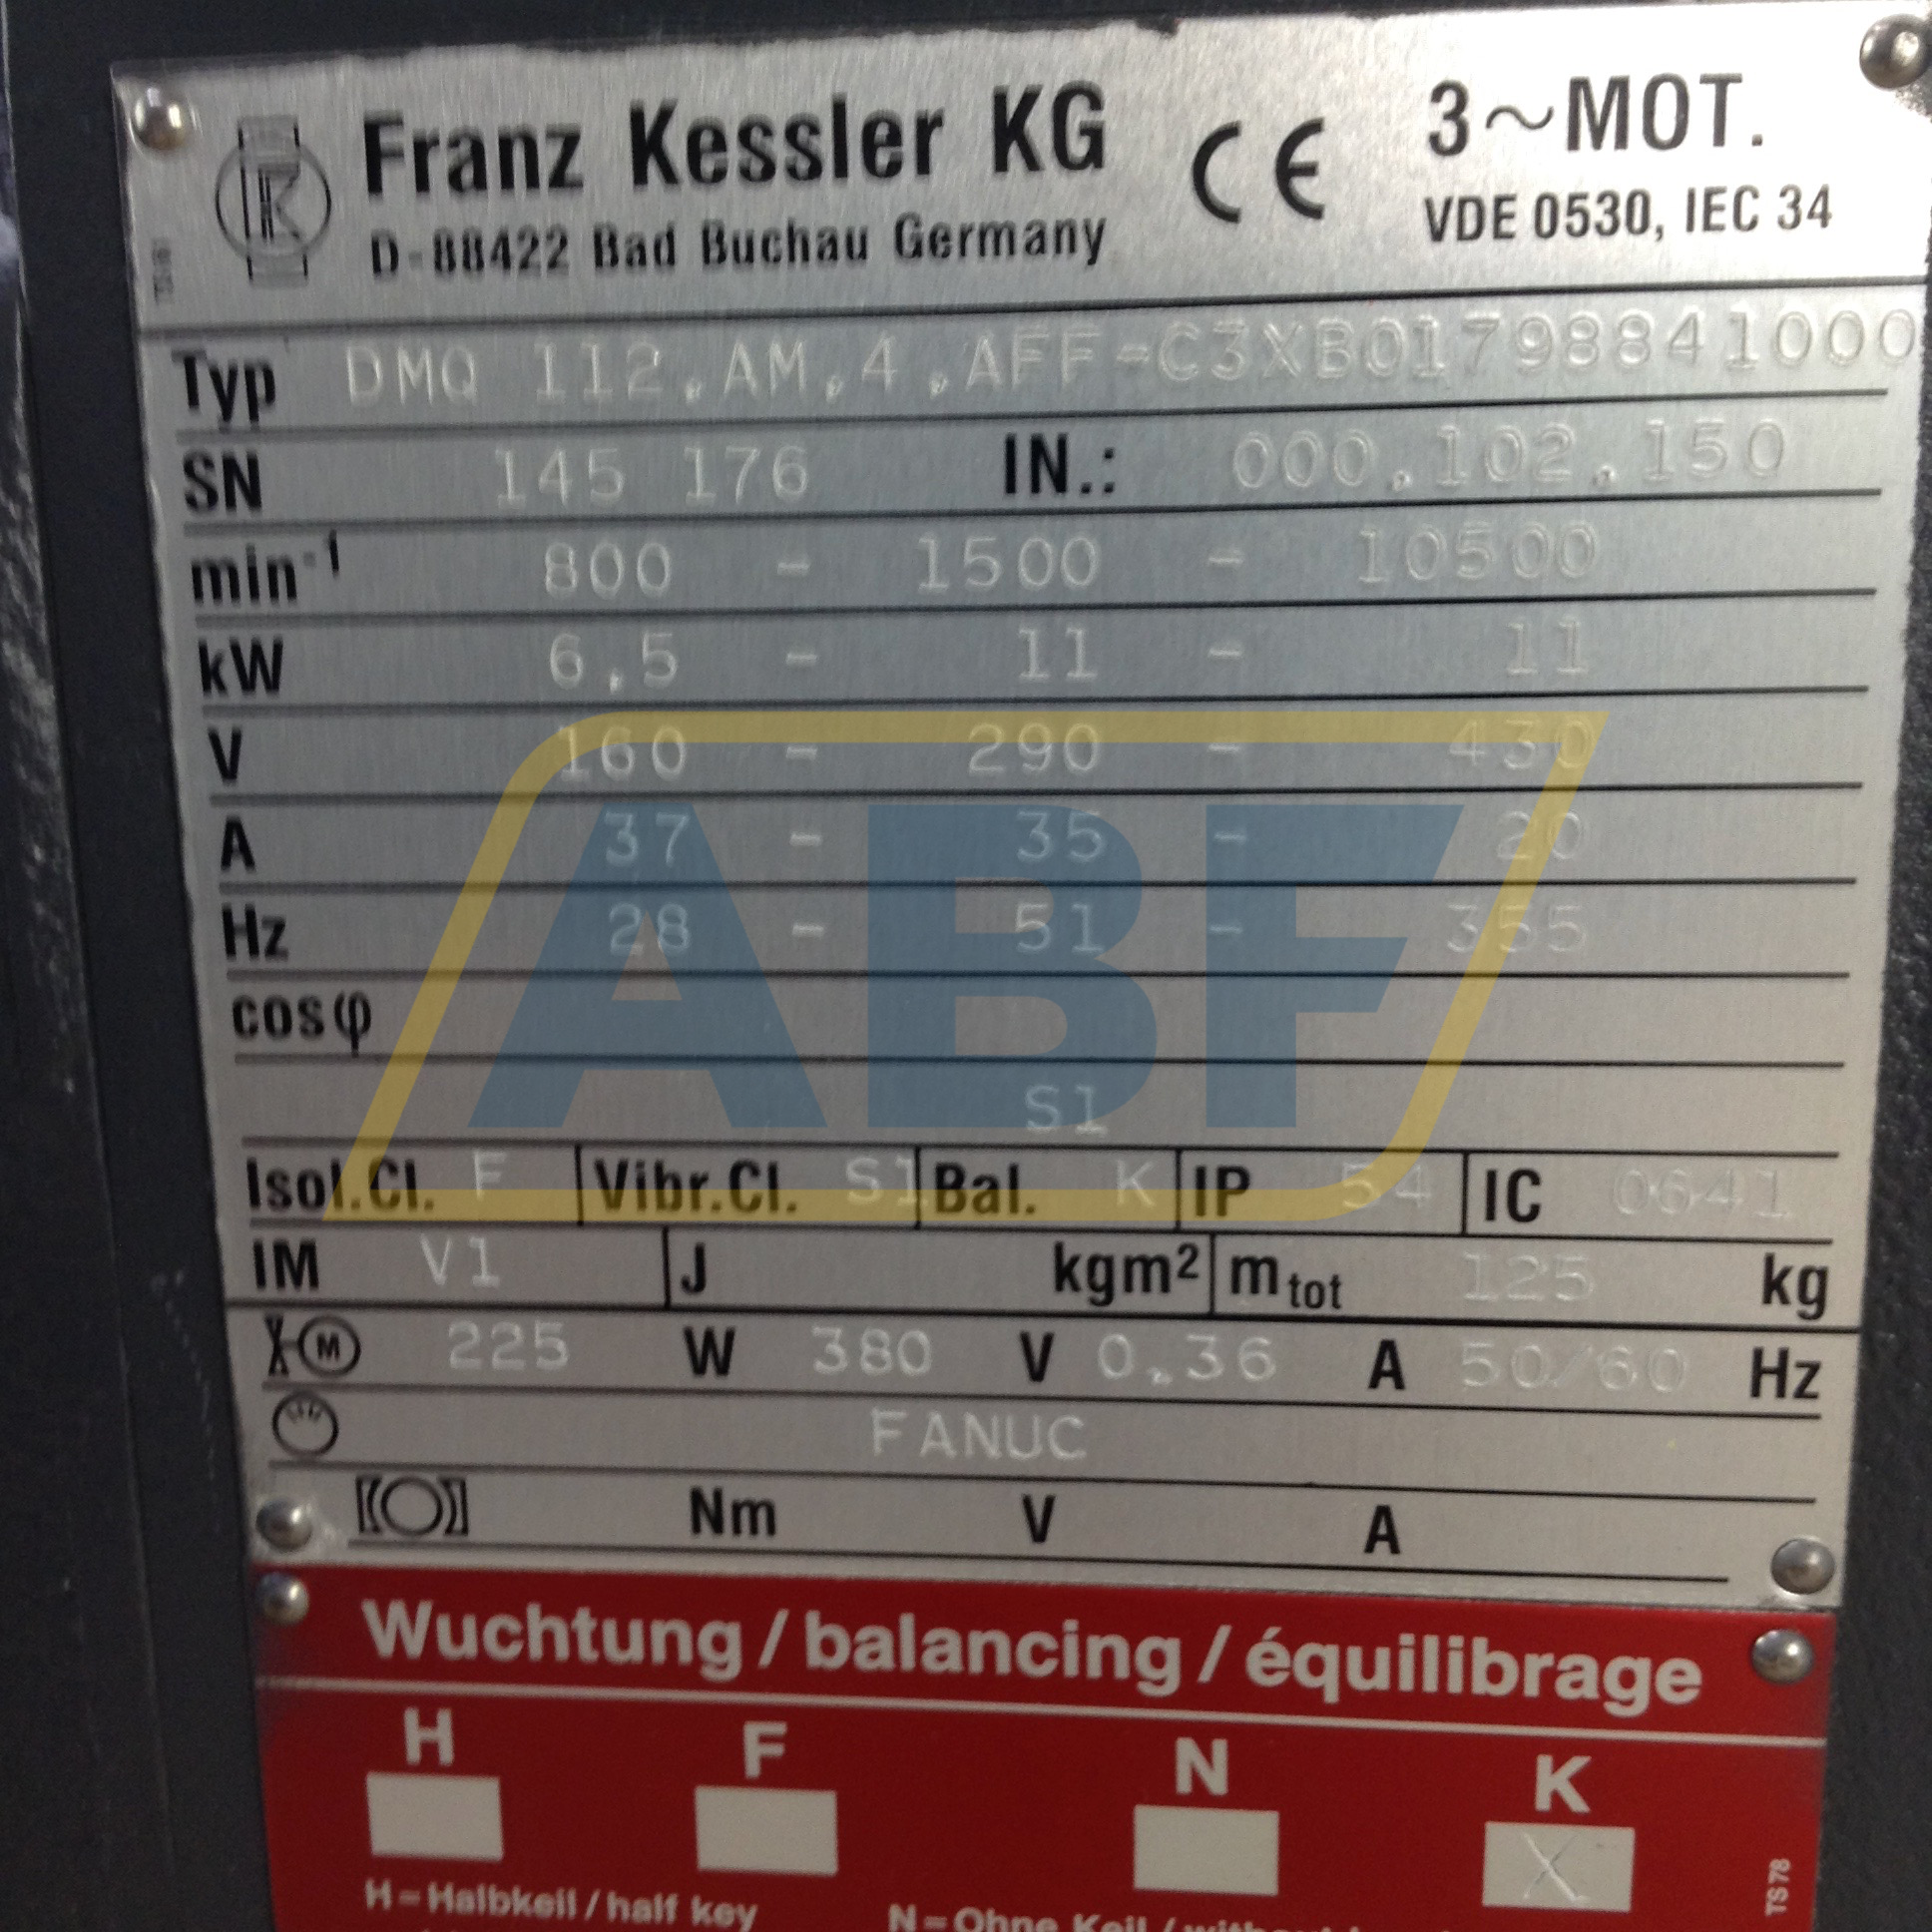 Franz Kessler KG CE 3~MOT.
D-88422 Bad Buchau Germany VDE 0530, IEC 34
Typ DMQ 112.AM.4.AFF-C3XB01798841000
SN 145 176 IN.: 000.102.150
min⁻¹ 800 - 1500 - 10500
kW 6,5 - 11 - 11
V 160 - 290 - 430
A 37 - 35 - 20
Hz 28 - 51 - 355
cosφ
S1
Isol.Cl. F Vibr.Cl. S1 Bal. K IP 54 IC 0641
IM V1 J kgm² mtot 125 kg
M 225 W 380 V 0.36 A 50/60 Hz
FANUC
Nm V A
ABF
Wuchtung / balancing / équilibrage
H F N K
X
TS 78
H = Halbkeil / half key
N = Ohne Keil /